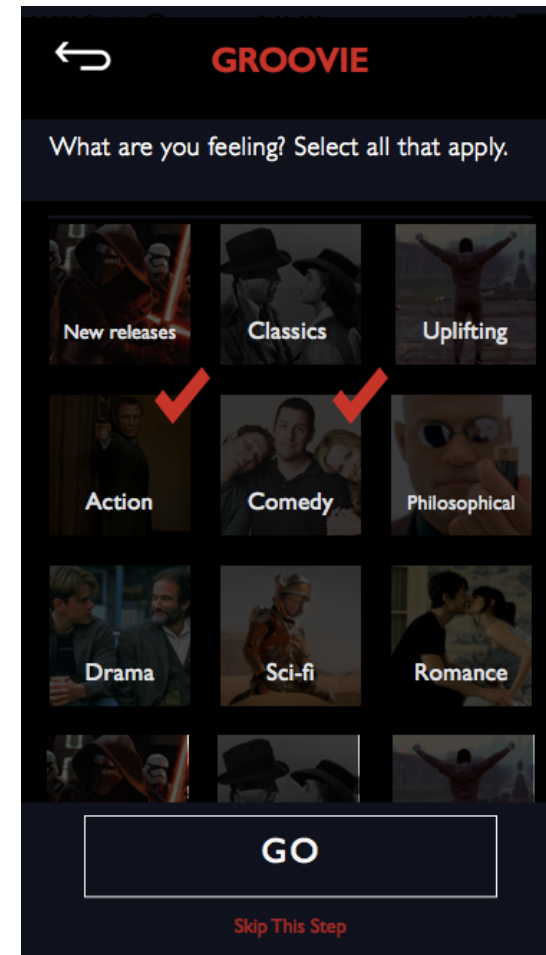 GROOVIE
What are you feeling? Select all that apply.
New releases
Classics
Uplifting
Action
Comedy
Philosophical
Drama
Sci-fi
Romance
GO
Skip This Step